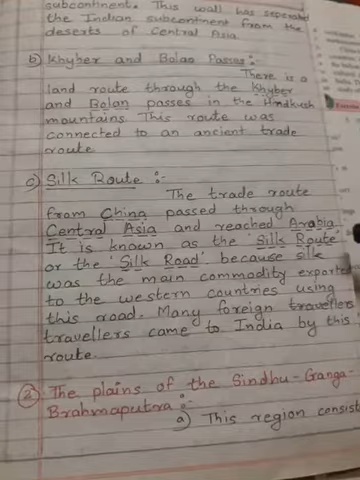 subcontinent. This wall has seperated
the Indian subcontinent from the
deserts of Central Asia
b) Khyber and Bolan Passes :-
There is a
land route through the Khyber
and Bolan passes in the Hindkush
mountains. This route was
connected to an ancient trade
route
c) Silk Route :-
The trade route
from China passed through
Central Asia and reached Arabia
It is known as the 'Silk Route'
or the 'Silk Road' because silk
was the main commodity exported
to the western countries using
this road. Many foreign travellers
travellers came to India by this
route.
② The plains of the Sindhu-Ganga-
Brahmaputra :-
a) This region consist